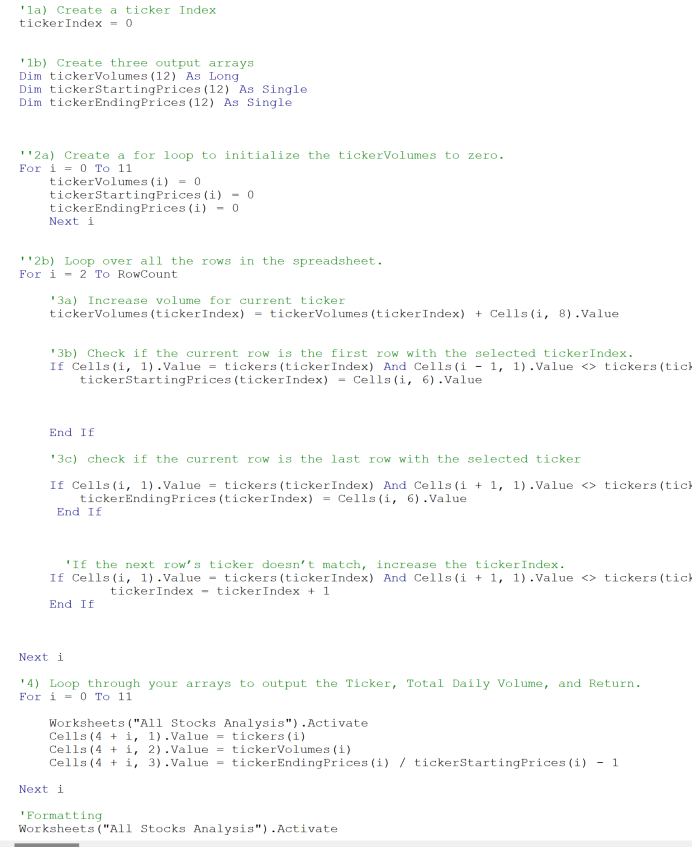 '1a) Create a ticker Index
tickerIndex = 0
'1b) Create three output arrays
Dim tickerVolumes(12) As Long
Dim tickerStartingPrices(12) As Single
Dim tickerEndingPrices(12) As Single
''2a) Create a for loop to initialize the tickerVolumes to zero.
For i = 0 To 11
tickerVolumes(i) = 0
tickerStartingPrices(i) = 0
tickerEndingPrices(i) = 0
Next i
''2b) Loop over all the rows in the spreadsheet.
For i = 2 To RowCount
'3a) Increase volume for current ticker
tickerVolumes(tickerIndex) = tickerVolumes(tickerIndex) + Cells(i, 8).Value
'3b) Check if the current row is the first row with the selected tickerIndex.
If Cells(i, 1).Value = tickers(tickerIndex) And Cells(i - 1, 1).Value <> tickers(tick
tickerStartingPrices(tickerIndex) = Cells(i, 6).Value
End If
'3c) check if the current row is the last row with the selected ticker
If Cells(i, 1).Value = tickers(tickerIndex) And Cells(i + 1, 1).Value <> tickers(tick
tickerEndingPrices(tickerIndex) = Cells(i, 6).Value
End If
'If the next row's ticker doesn't match, increase the tickerIndex.
If Cells(i, 1).Value = tickers(tickerIndex) And Cells(i + 1, 1).Value <> tickers(tick
tickerIndex = tickerIndex + 1
End If
Next i
'4) Loop through your arrays to output the Ticker, Total Daily Volume, and Return.
For i = 0 To 11
Worksheets("All Stocks Analysis").Activate
Cells(4 + i, 1).Value = tickers(i)
Cells(4 + i, 2).Value = tickerVolumes(i)
Cells(4 + i, 3).Value = tickerEndingPrices(i) / tickerStartingPrices(i) - 1
Next i
'Formatting
Worksheets("All Stocks Analysis").Activate